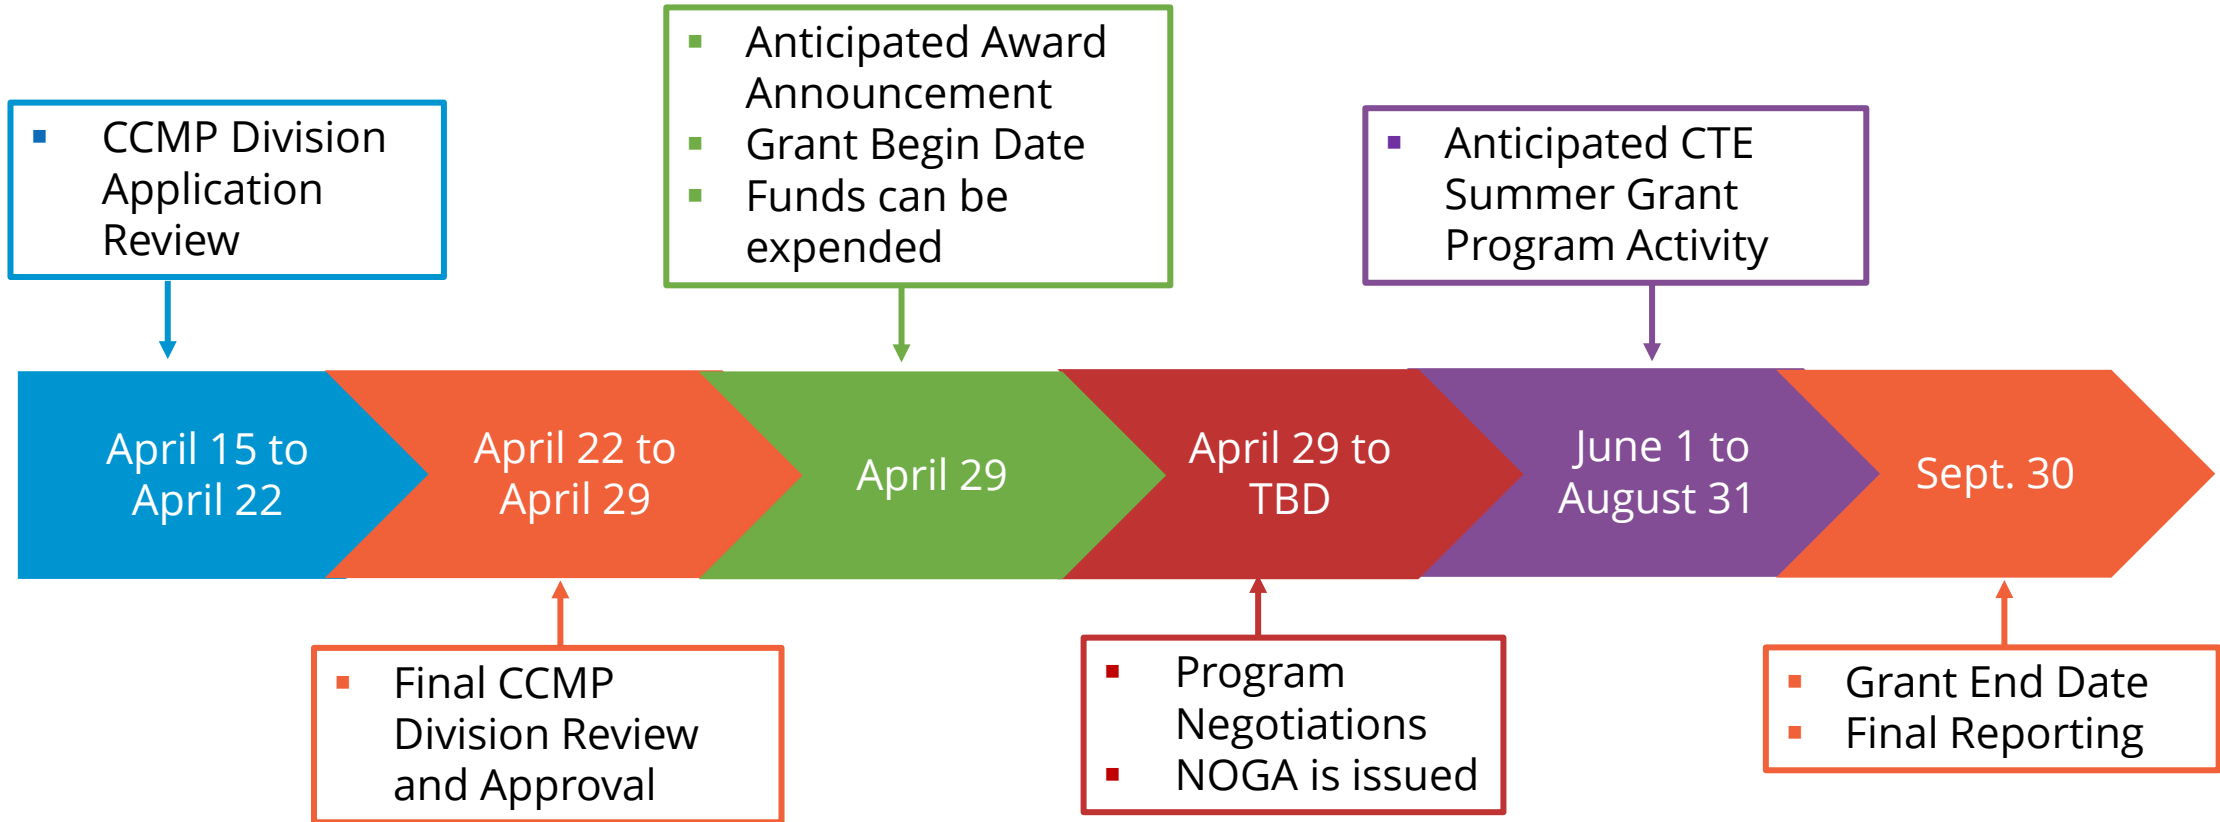 ▪ CCMP Division
Application
Review
▪ Anticipated Award
Announcement
▪ Grant Begin Date
▪ Funds can be
expended
▪ Anticipated CTE
Summer Grant
Program Activity
April 15 to
April 22
April 22 to
April 29
April 29
April 29 to
TBD
June 1 to
August 31
Sept. 30
▪ Final CCMP
Division Review
and Approval
▪ Program
Negotiations
▪ NOGA is issued
▪ Grant End Date
▪ Final Reporting